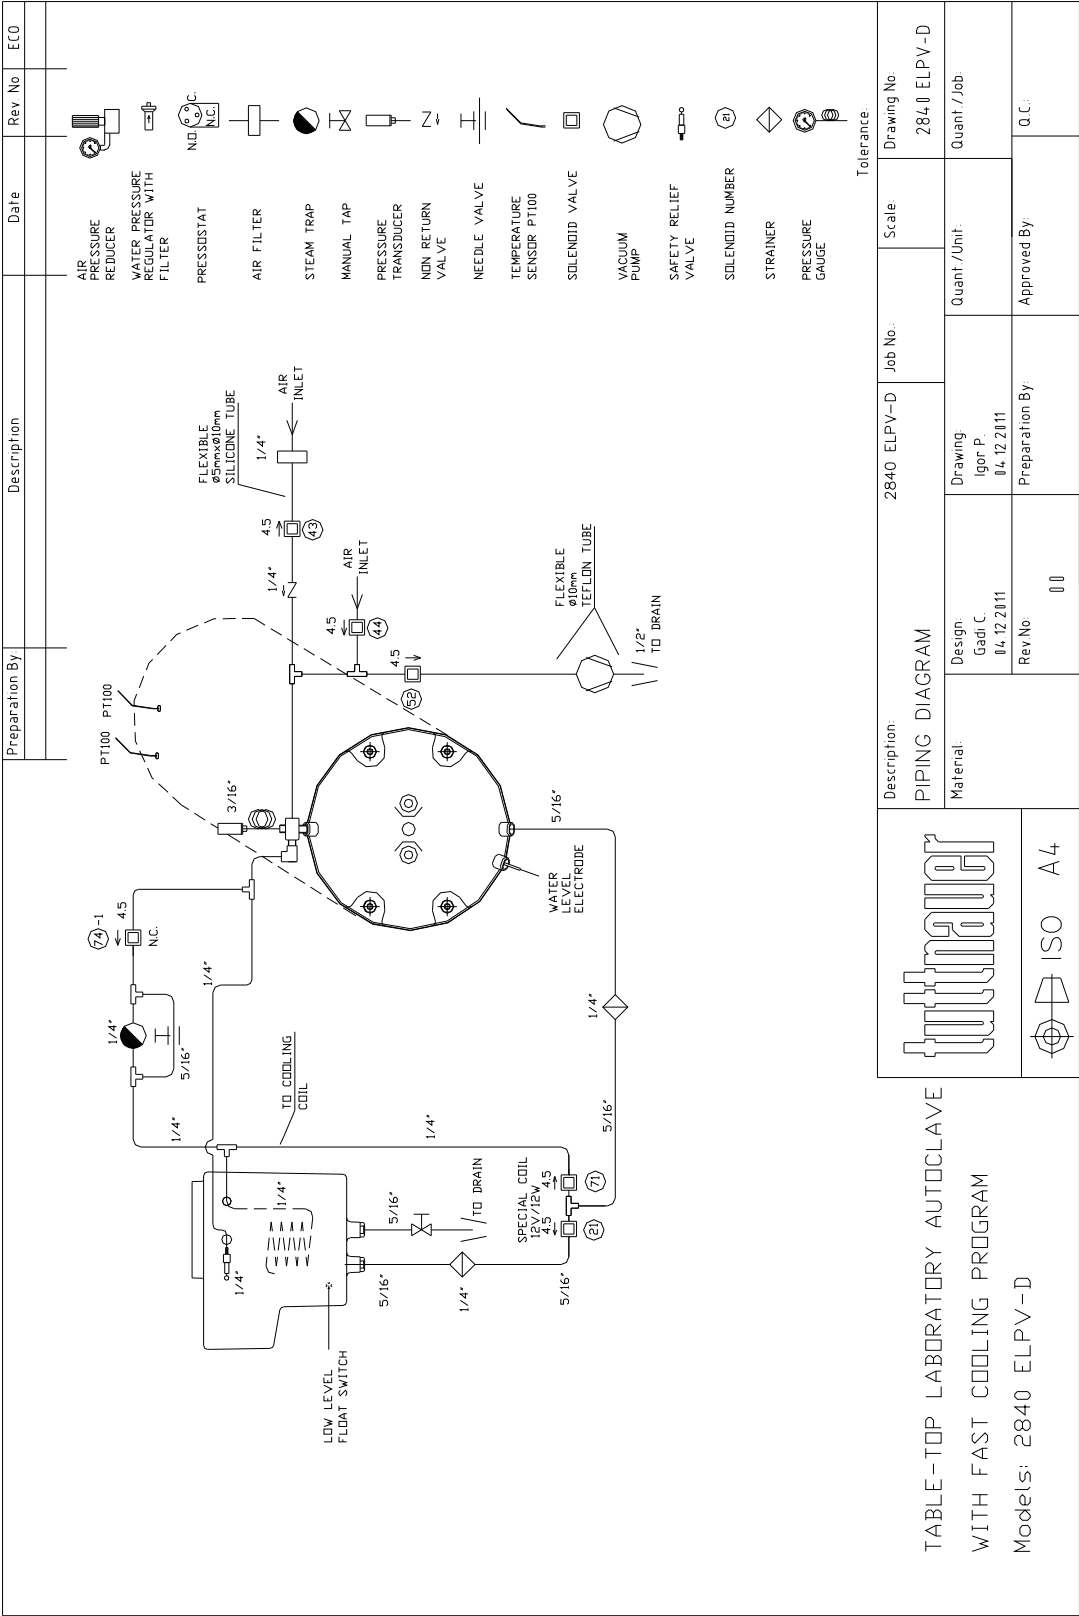 Preparation By:
Description
Date
Rev. No
ECO
AIR
PRESSURE
REDUCER
WATER PRESSURE
REGULATOR WITH
FILTER
PRESSOSTAT
N.O.
C.
N.C.
AIR FILTER
STEAM TRAP
MANUAL TAP
PRESSURE
TRANSDUCER
NON RETURN
VALVE
NEEDLE VALVE
TEMPERATURE
SENSOR PT100
SOLENOID VALVE
VACUUM
PUMP
SAFETY RELIEF
VALVE
SOLENOID NUMBER
21
STRAINER
PRESSURE
GAUGE
Tolerance:
PT100
PT100
3/16"
74 -1
4.5
N.C.
1/4"
1/4"
5/16"
1/4"
TO COOLING
COIL
1/4"
1/4"
1/4"
LOW LEVEL
FLOAT SWITCH
5/16"
5/16"
1/4"
TO DRAIN
SPECIAL COIL
12V/12W
4.5
4.5
21
71
5/16"
5/16"
1/4"
WATER
LEVEL
ELECTRODE
5/16"
FLEXIBLE
Ø5mmxØ10mm
SILICONE TUBE
1/4"
AIR
INLET
4.5
43
1/4"
4.5
44
AIR
INLET
4.5
52
FLEXIBLE
Ø10mm
TEFLON TUBE
1/2"
TO DRAIN
TABLE-TOP LABORATORY AUTOCLAVE
WITH FAST COOLING PROGRAM
Models: 2840 ELPV-D
tuttnauer
ISO A4
Description:
2840 ELPV-D
PIPING DIAGRAM
Job No.:
Scale:
Drawing No:
2840 ELPV-D
Material:
Design:
Gadi C.
04.12.2011
Drawing:
Igor P.
04.12.2011
Quant./Unit:
Quant./Job:
Rev.No:
00
Preparation By:
Approved By:
Q.C.: